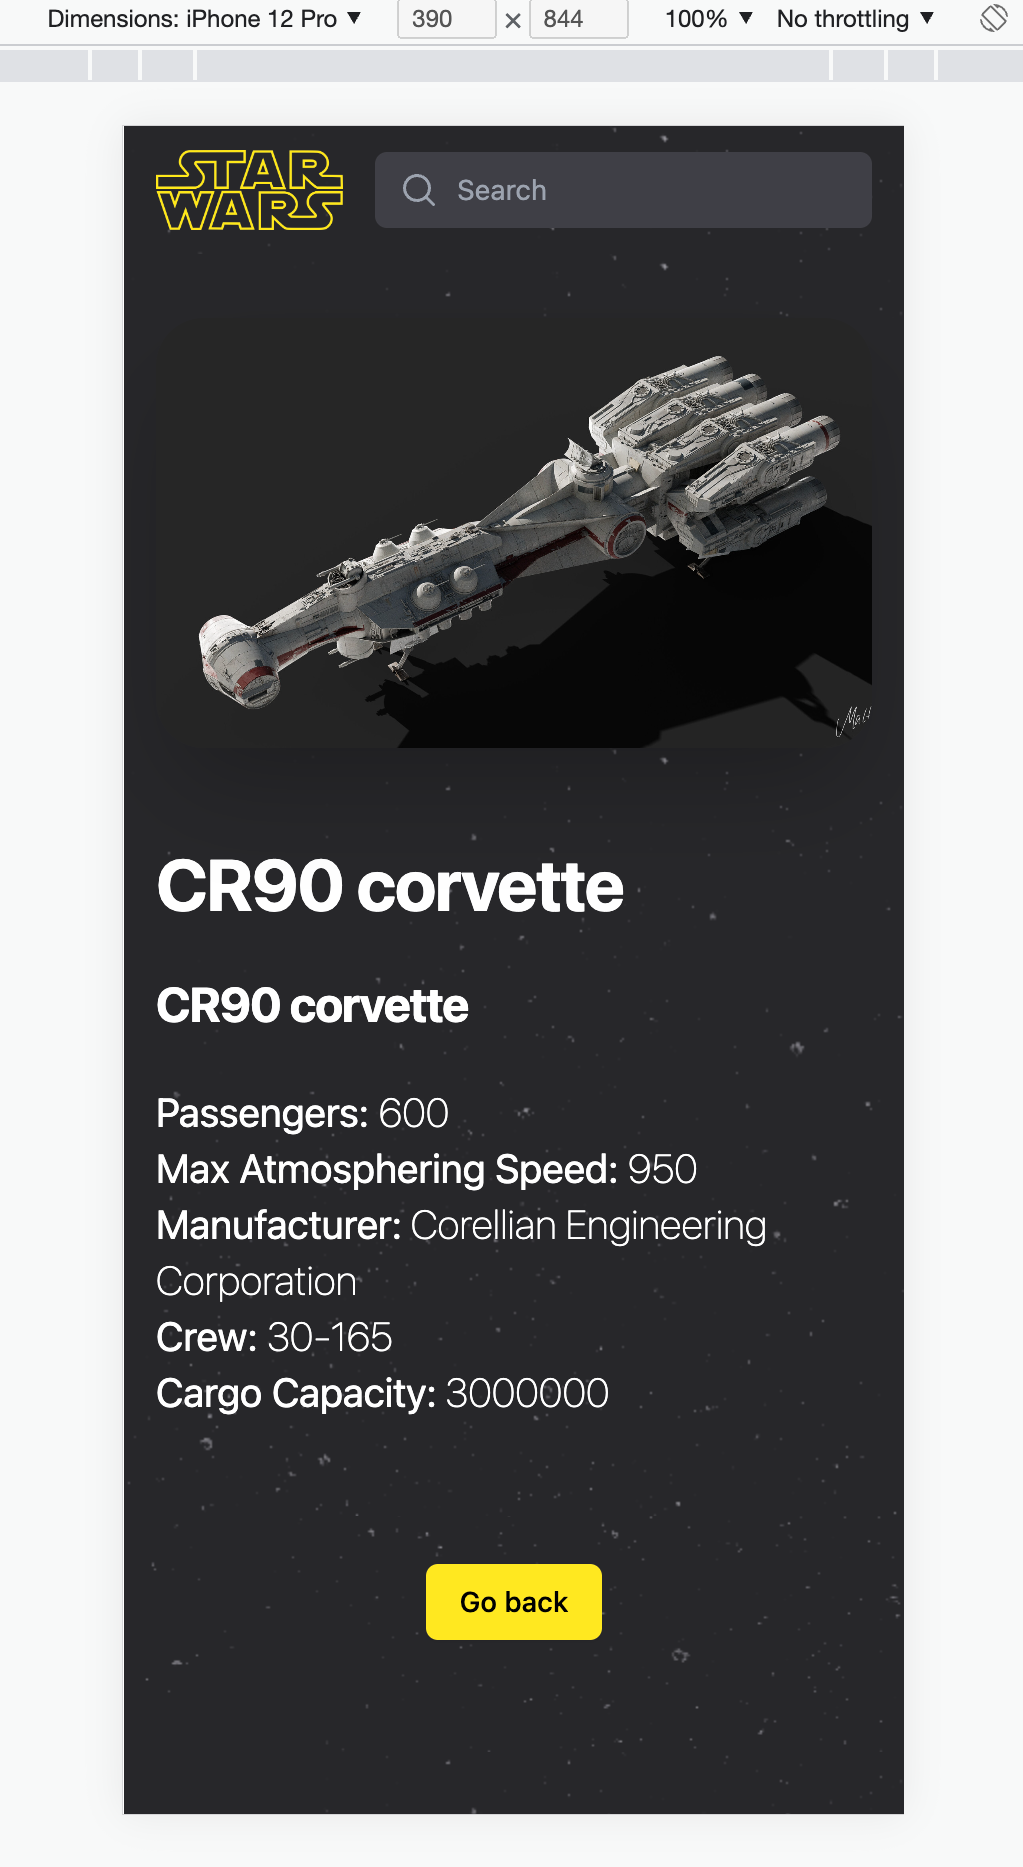 Dimensions: iPhone 12 Pro ▼ 390 × 844 100% ▼ No throttling ▼
STAR
WARS
Search
CR90 corvette
CR90 corvette
Passengers: 600
Max Atmosphering Speed: 950
Manufacturer: Corellian Engineering
Corporation
Crew: 30-165
Cargo Capacity: 3000000
Go back